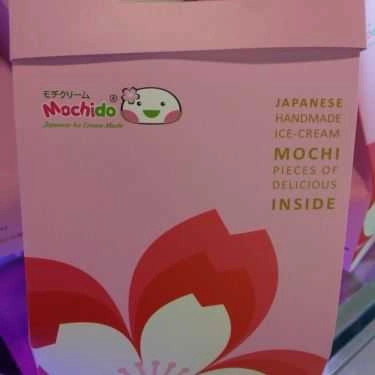 モチクリーム
Mochido ®
Japanese Ice Cream Mochi
JAPANESE
HANDMADE
ICE-CREAM
MOCHI
PIECES OF
DELICIOUS
INSIDE